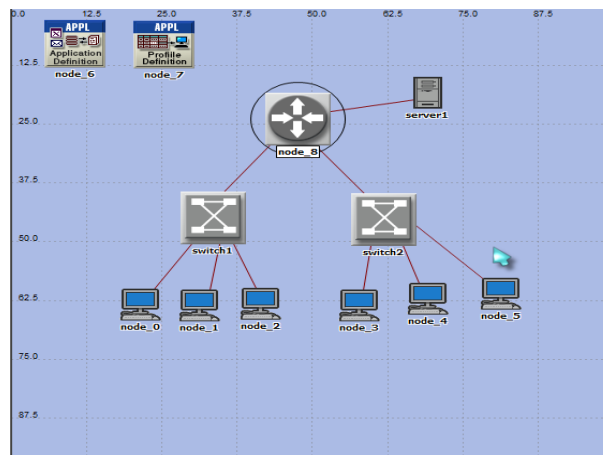 0.0 12.5 25.0 37.5 50.0 62.5 75.0 87.5
APPL
Application
Definition
node_6
APPL
Profile
Definition
node_7
12.5
server1
25.0
node_8
37.5
switch1
switch2
50.0
62.5
node_0
node_1
node_2
node_3
node_4
node_5
75.0
87.5